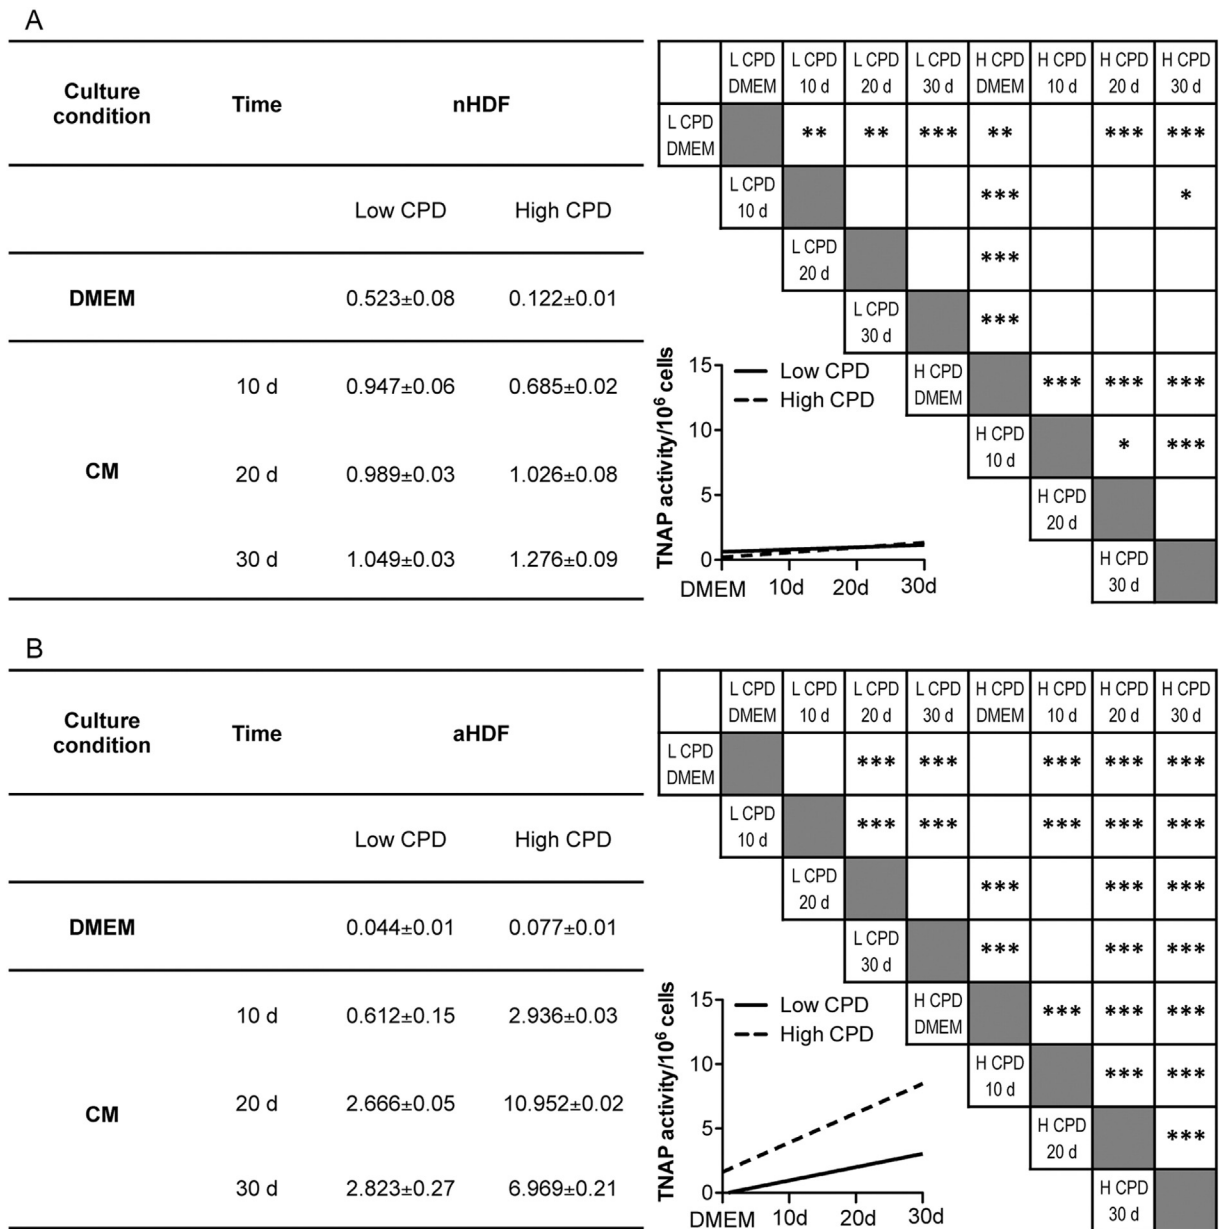 A
Culture condition Time nHDF
Low CPD High CPD
DMEM 0.523±0.08 0.122±0.01
10 d 0.947±0.06 0.685±0.02
CM 20 d 0.989±0.03 1.026±0.08
30 d 1.049±0.03 1.276±0.09
L CPD DMEM L CPD 10 d L CPD 20 d L CPD 30 d H CPD DMEM H CPD 10 d H CPD 20 d H CPD 30 d
L CPD DMEM ** ** *** ** *** ***
L CPD 10 d *** *
L CPD 20 d ***
L CPD 30 d ***
H CPD DMEM *** *** ***
H CPD 10 d * ***
H CPD 20 d
H CPD 30 d
TNAP activity/10⁶ cells
15
10
5
0
Low CPD
High CPD
DMEM 10d 20d 30d
B
Culture condition Time aHDF
Low CPD High CPD
DMEM 0.044±0.01 0.077±0.01
10 d 0.612±0.15 2.936±0.03
CM 20 d 2.666±0.05 10.952±0.02
30 d 2.823±0.27 6.969±0.21
L CPD DMEM L CPD 10 d L CPD 20 d L CPD 30 d H CPD DMEM H CPD 10 d H CPD 20 d H CPD 30 d
L CPD DMEM *** *** *** *** ***
L CPD 10 d *** *** *** *** ***
L CPD 20 d *** *** ***
L CPD 30 d *** *** ***
H CPD DMEM *** *** ***
H CPD 10 d *** ***
H CPD 20 d ***
H CPD 30 d
TNAP activity/10⁶ cells
15
10
5
0
Low CPD
High CPD
DMEM 10d 20d 30d